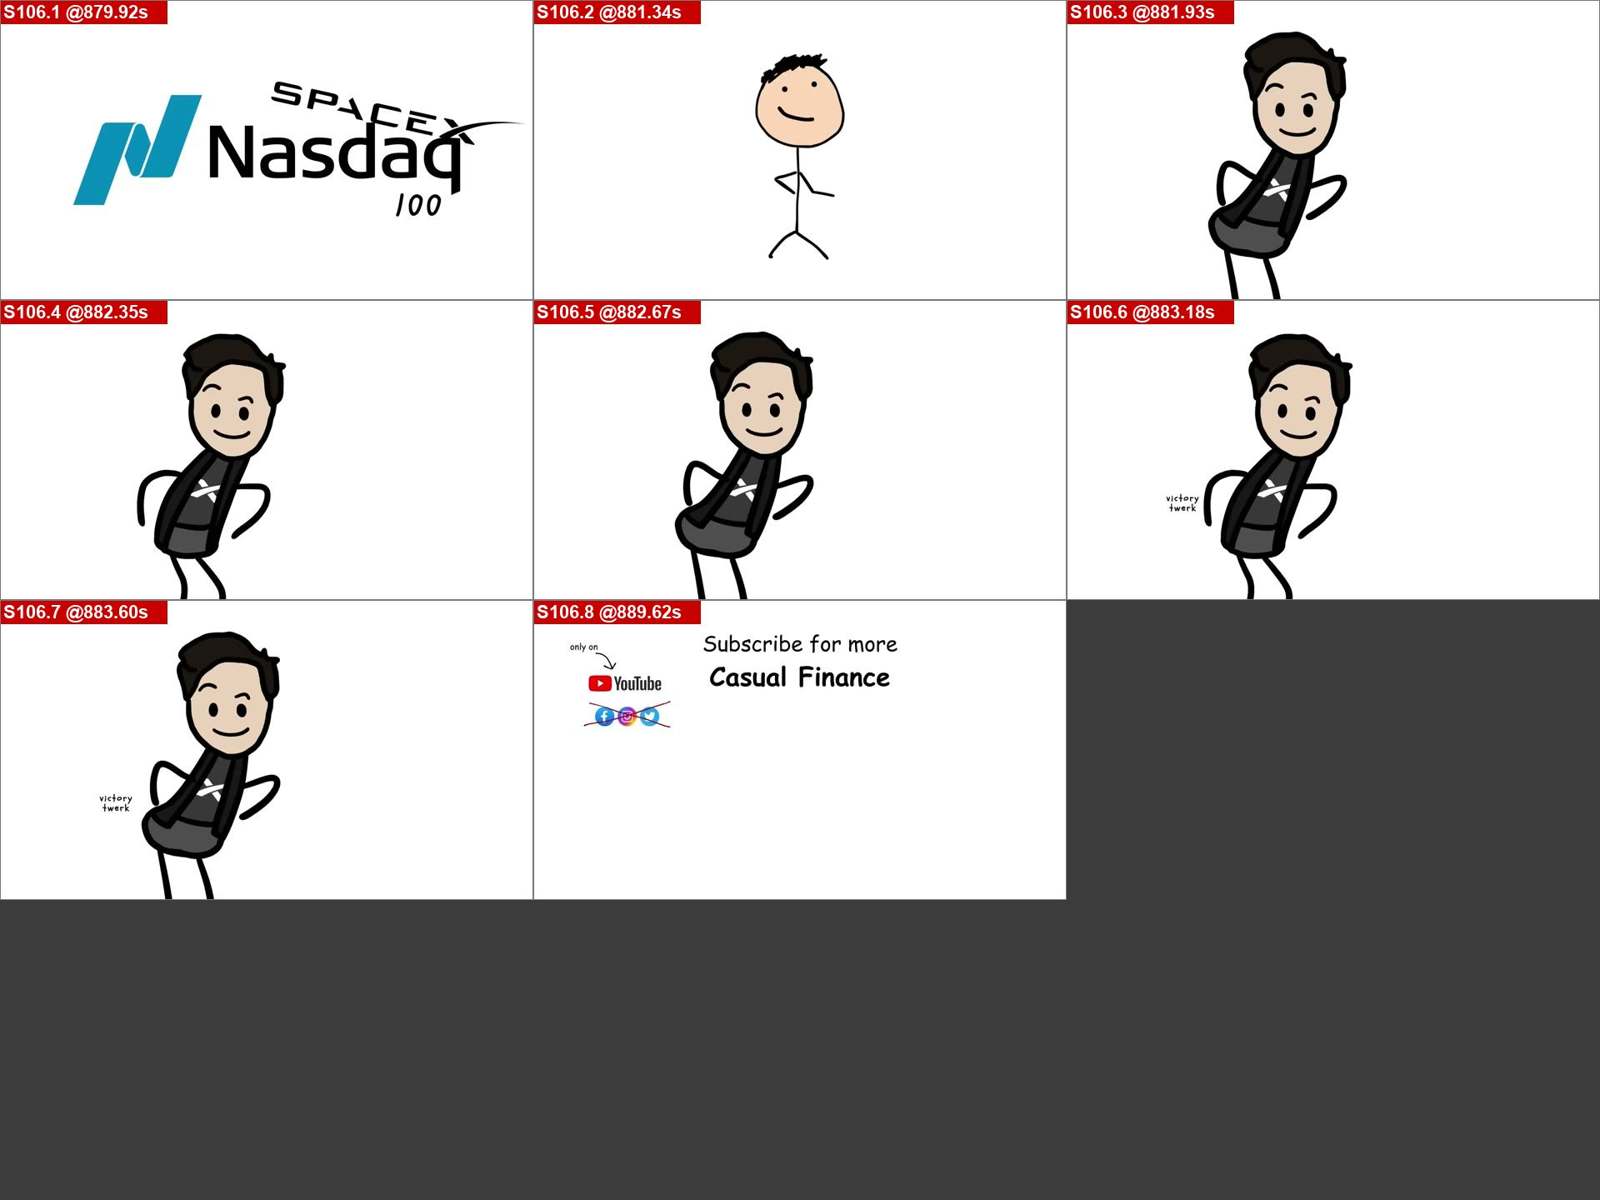 S106.1 @879.92s
SPACEX
Nasdaq
100
S106.2 @881.34s
S106.3 @881.93s
S106.4 @882.35s
S106.5 @882.67s
S106.6 @883.18s
victory
twerk
S106.7 @883.60s
victory
twerk
S106.8 @889.62s
only on
YouTube
Subscribe for more
Casual Finance